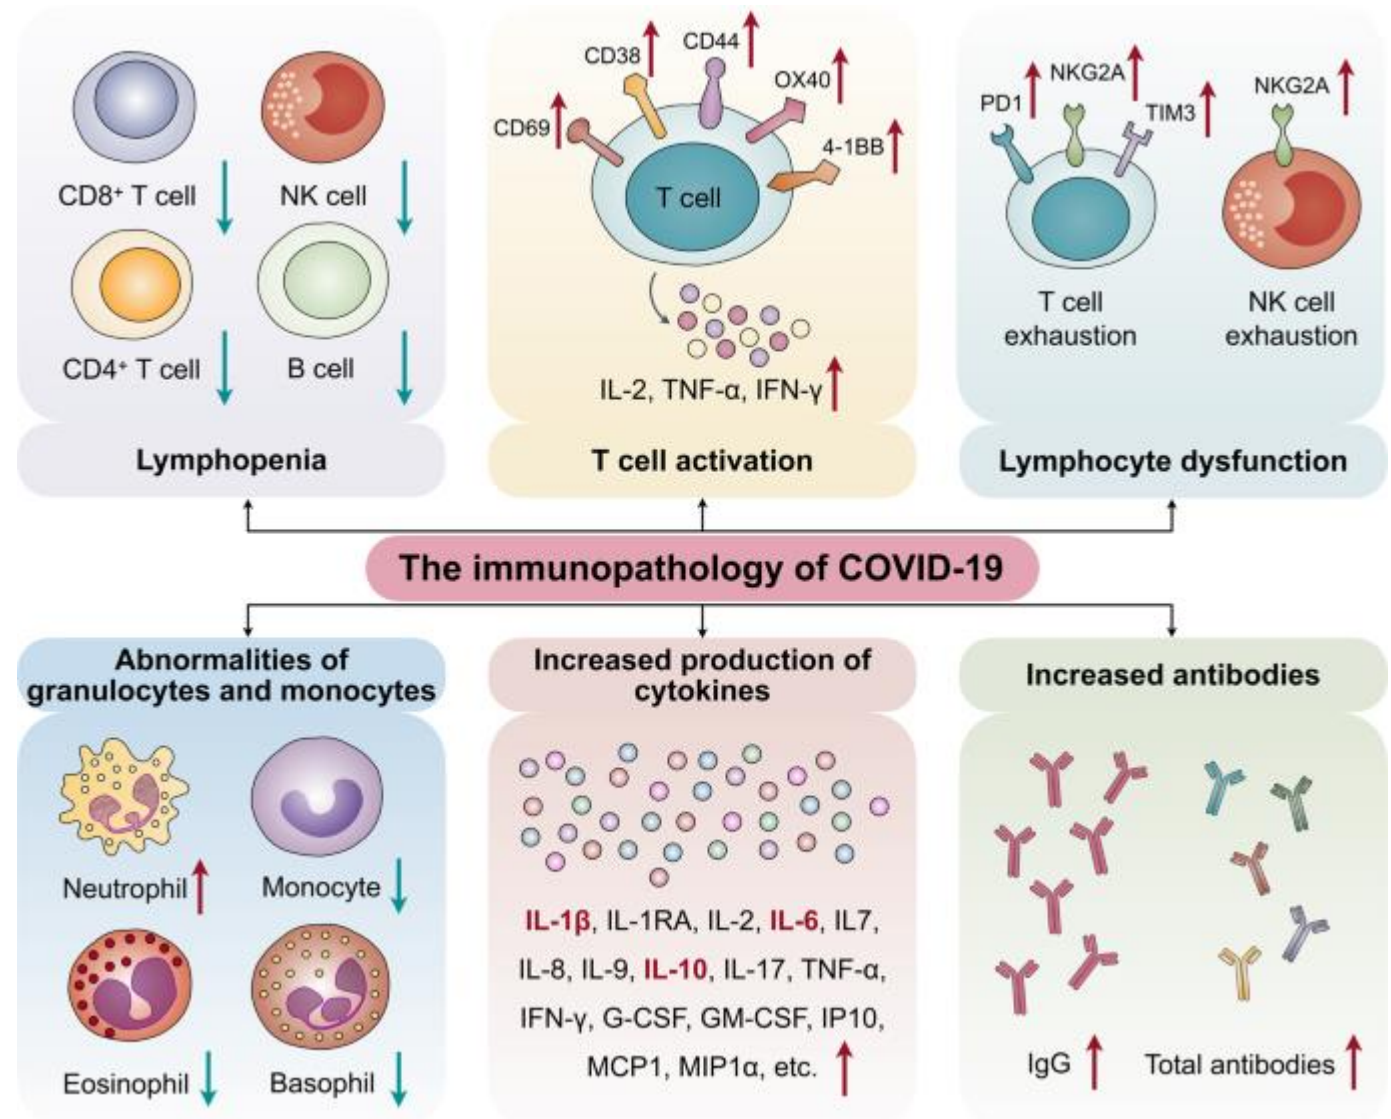 CD8+ T cell
NK cell
CD4+ T cell
B cell
Lymphopenia
CD69
CD38
CD44
OX40
4-1BB
T cell
IL-2, TNF-α, IFN-γ
T cell activation
PD1
NKG2A
TIM3
NKG2A
T cell
exhaustion
NK cell
exhaustion
Lymphocyte dysfunction
The immunopathology of COVID-19
Abnormalities of
granulocytes and monocytes
Neutrophil
Monocyte
Eosinophil
Basophil
Increased production of
cytokines
IL-1β, IL-1RA, IL-2, IL-6, IL7,
IL-8, IL-9, IL-10, IL-17, TNF-α,
IFN-γ, G-CSF, GM-CSF, IP10,
MCP1, MIP1α, etc.
Increased antibodies
IgG
Total antibodies